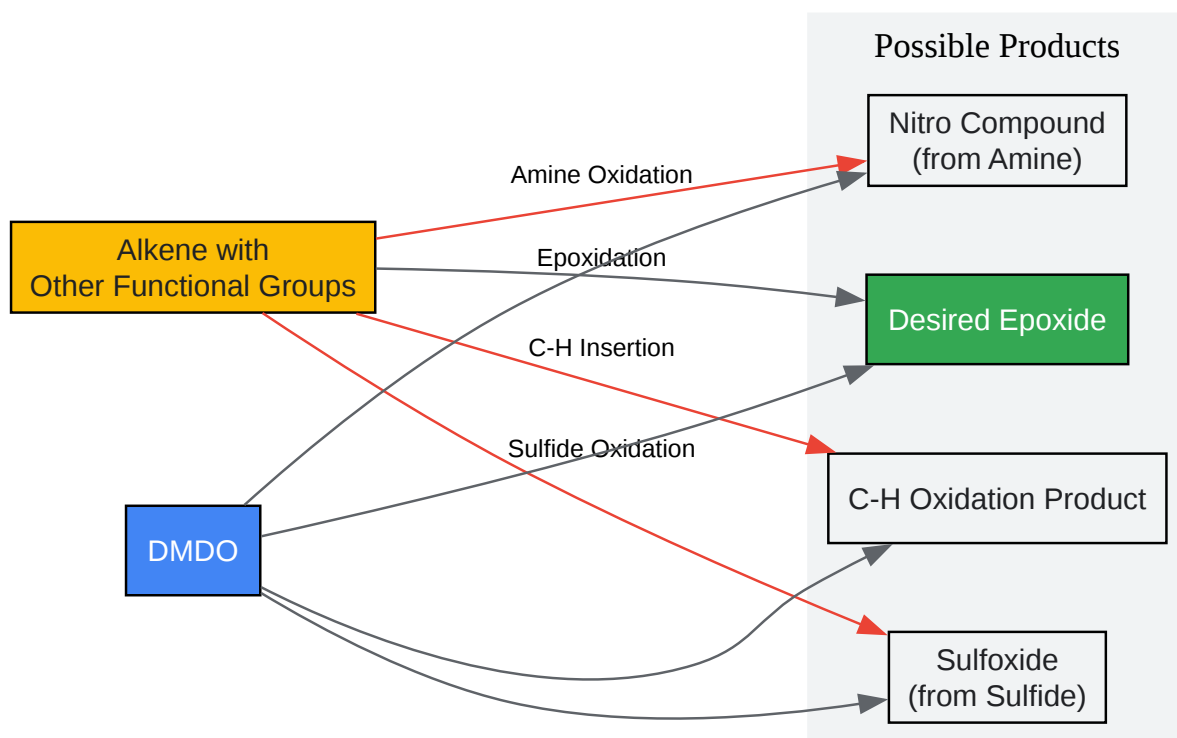 Possible Products
Nitro Compound
(from Amine)
Amine Oxidation
Alkene with
Other Functional Groups
Epoxidation
Desired Epoxide
C-H Insertion
Sulfide Oxidation
C-H Oxidation Product
DMDO
Sulfoxide
(from Sulfide)